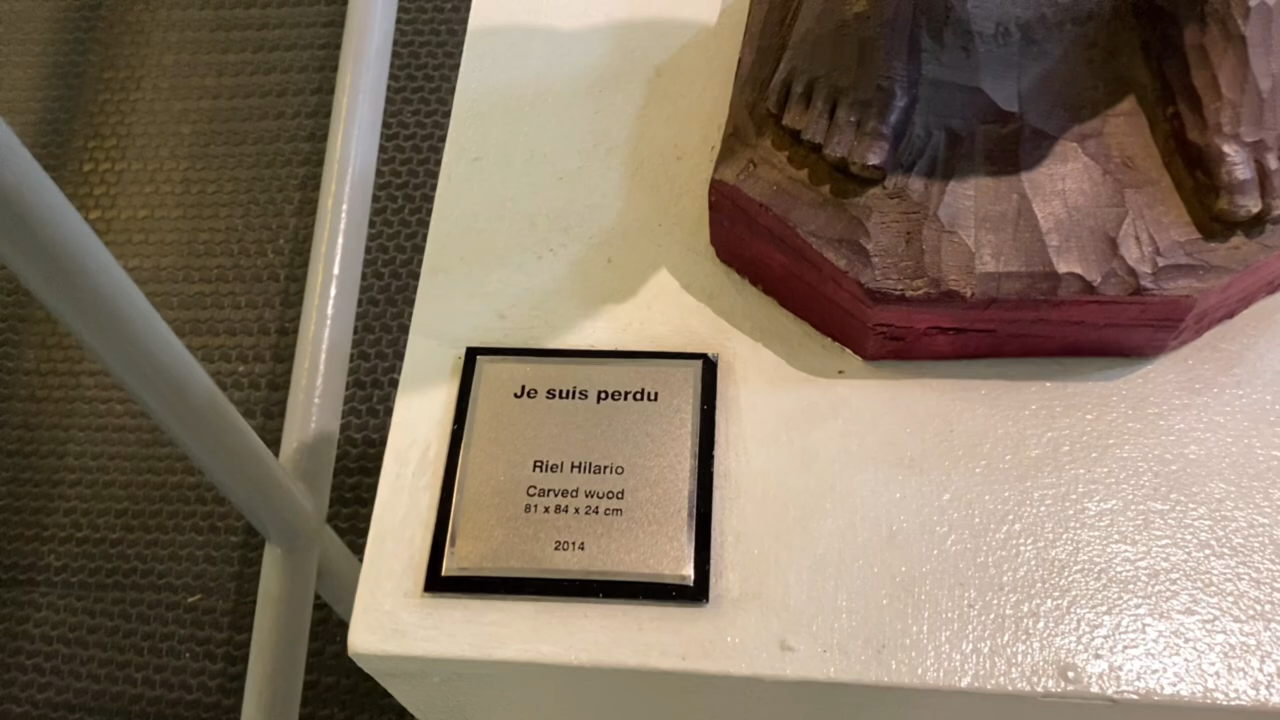 Je suis perdu
Riel Hilario
Carved wood
81 x 84 x 24 cm
2014